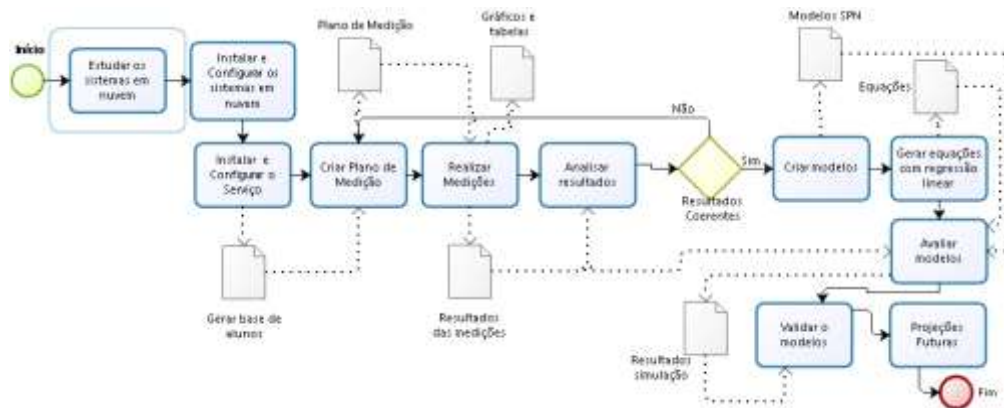 Início
Estudar os
sistemas em
nuvem
Instalar e
Configurar os
sistemas em
nuvem
Plano de Medição
Gráficos e
tabelas
Modelos SPN
Equações
Não
Instalar e
Configurar o
Serviço
Criar Plano de
Medição
Realizar
Medições
Analisar
resultados
Resultados
Coerentes
Sim
Criar modelos
Gerar equações
com regressão
linear
Avaliar
modelos
Gerar base de
alunos
Resultados
das medições
Resultados
simulação
Validar o
modelos
Projeções
Futuras
Fim